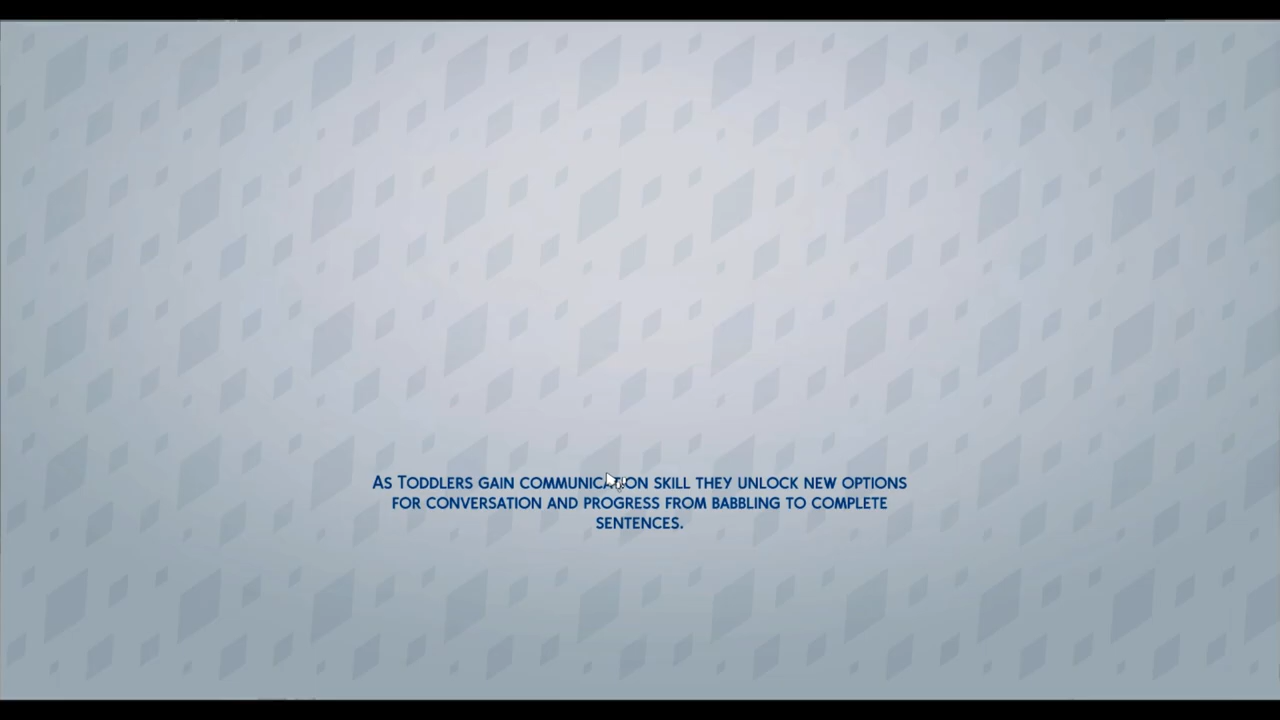 As Toddlers gain communication skill they unlock new options
for conversation and progress from babbling to complete
sentences.